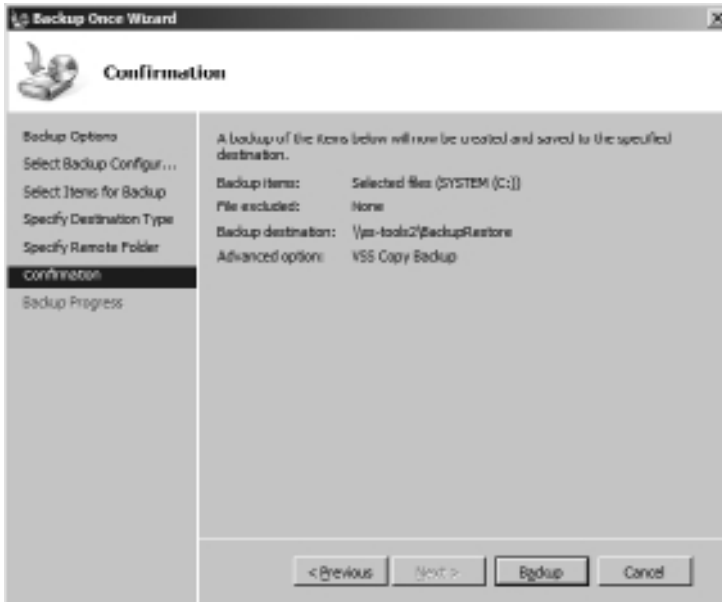 Backup Once Wizard
Confirmation
Backup Options
Select Backup Configur...
Select Items for Backup
Specify Destination Type
Specify Remote Folder
Confirmation
Backup Progress
A backup of the items below will now be created and saved to the specified
destination.
Backup items: Selected files (SYSTEM (C:))
File excluded: None
Backup destination: \\ps-tools2\BackupRestore
Advanced option: VSS Copy Backup
< Previous Next > Backup Cancel